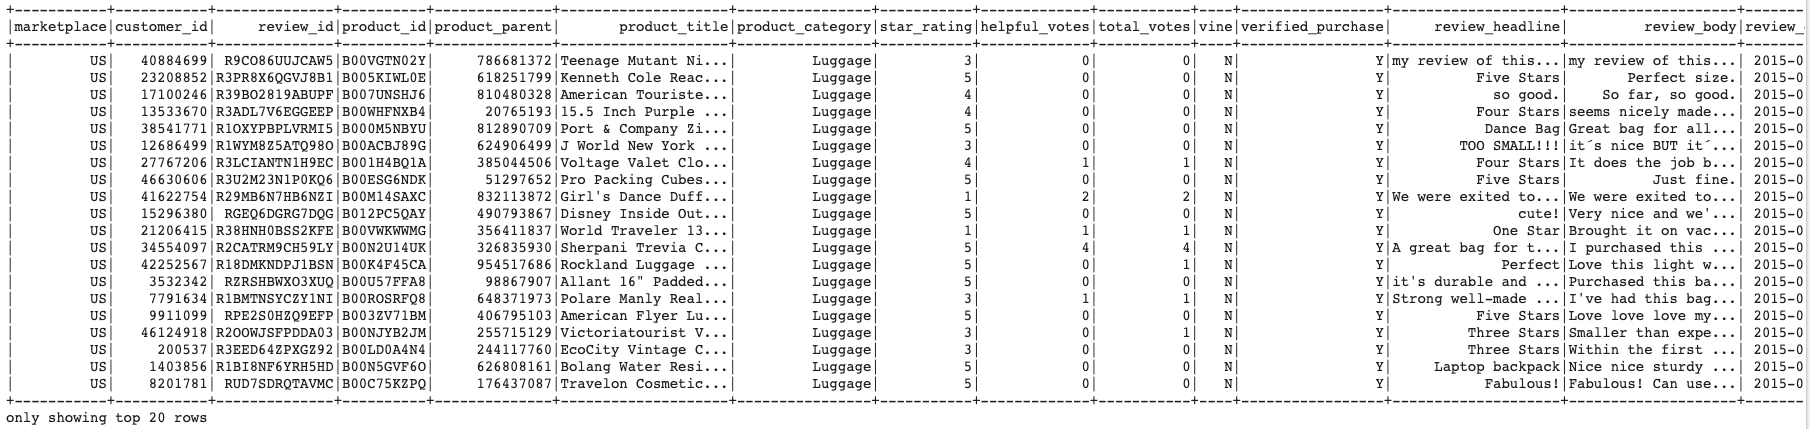 +-----------+-----------+--------------+----------+--------------+--------------------+----------------+-----------+-------------+-----------+----+-----------------+--------------------+--------------------+-------
|marketplace|customer_id|     review_id|product_id|product_parent|       product_title|product_category|star_rating|helpful_votes|total_votes|vine|verified_purchase|     review_headline|         review_body|review_
+-----------+-----------+--------------+----------+--------------+--------------------+----------------+-----------+-------------+-----------+----+-----------------+--------------------+--------------------+-------
|         US|   40884699| R9CO86UUJCAW5|B00VGTN02Y|     786681372|Teenage Mutant Ni...|         Luggage|          3|            0|          0|   N|                Y|my review of this...|my review of this...| 2015-0
|         US|   23208852|R3PR8X6QGVJ8B1|B005KIWL0E|     618251799|Kenneth Cole Reac...|         Luggage|          5|            0|          0|   N|                Y|          Five Stars|       Perfect size.| 2015-0
|         US|   17100246|R39BO2819ABUPF|B007UNSHJ6|     810480328|American Touriste...|         Luggage|          4|            0|          0|   N|                Y|            so good.|    So far, so good.| 2015-0
|         US|   13533670|R3ADL7V6EGGEEP|B00WHFNXB4|      20765193|15.5 Inch Purple ...|         Luggage|          4|            0|          0|   N|                Y|          Four Stars|seems nicely made...| 2015-0
|         US|   38541771|R1OXYPBPLVRMI5|B000M5NBYU|     812890709|Port & Company Zi...|         Luggage|          5|            0|          0|   N|                Y|           Dance Bag|Great bag for all...| 2015-0
|         US|   12686499|R1WYM8Z5ATQ98O|B00ACBJ89G|     624906499|J World New York ...|         Luggage|          3|            0|          0|   N|                Y|        TOO SMALL!!!|it´s nice BUT it´...| 2015-0
|         US|   27767206|R3LCIANTN1H9EC|B001H4BQ1A|     385044506|Voltage Valet Clo...|         Luggage|          4|            1|          1|   N|                Y|          Four Stars|It does the job b...| 2015-0
|         US|   46630606|R3U2M23N1P0KQ6|B00ESG6NDK|      51297652|Pro Packing Cubes...|         Luggage|          5|            0|          0|   N|                Y|          Five Stars|          Just fine.| 2015-0
|         US|   41622754|R29MB6N7HB6NZI|B00M14SAXC|     832113872|Girl's Dance Duff...|         Luggage|          1|            2|          2|   N|                Y|We were exited to...|We were exited to...| 2015-0
|         US|   15296380| RGEQ6DGRG7DQG|B012PC5QAY|     490793867|Disney Inside Out...|         Luggage|          5|            0|          0|   N|                Y|               cute!|Very nice and we'...| 2015-0
|         US|   21206415|R38HNH0BSS2KFE|B00VWKWWMG|     356411837|World Traveler 13...|         Luggage|          1|            1|          1|   N|                Y|            One Star|Brought it on vac...| 2015-0
|         US|   34554097|R2CATRM9CH59LY|B00N2U14UK|     326835930|Sherpani Trevia C...|         Luggage|          5|            4|          4|   N|                Y|A great bag for t...|I purchased this ...| 2015-0
|         US|   42252567|R18DMKNDPJ1BSN|B00K4F45CA|     954517686|Rockland Luggage ...|         Luggage|          5|            0|          1|   N|                Y|             Perfect|Love this light w...| 2015-0
|         US|    3532342| RZRSHBWXO3XUQ|B00U57FFA8|      98867907|Allant 16" Padded...|         Luggage|          5|            0|          0|   N|                Y|it's durable and ...|Purchased this ba...| 2015-0
|         US|    7791634|R1BMTNSYCZY1NI|B00ROSRFQ8|     648371973|Polare Manly Real...|         Luggage|          3|            1|          1|   N|                Y|Strong well-made ...|I've had this bag...| 2015-0
|         US|    9911099| RPE2S0HZQ9EFP|B003ZV71BM|     406795103|American Flyer Lu...|         Luggage|          5|            0|          0|   N|                Y|          Five Stars|Love love love my...| 2015-0
|         US|   46124918|R2OOWJSFPDDA03|B00NJYB2JM|     255715129|Victoriatourist V...|         Luggage|          3|            0|          1|   N|                Y|         Three Stars|Smaller than expe...| 2015-0
|         US|     200537|R3EED64ZPXGZ92|B00LD0A4N4|     244117760|EcoCity Vintage C...|         Luggage|          3|            0|          0|   N|                Y|         Three Stars|Within the first ...| 2015-0
|         US|    1403856|R1BI8NF6YRH5HD|B00N5GVF6O|     626808161|Bolang Water Resi...|         Luggage|          5|            0|          0|   N|                Y|     Laptop backpack|Nice nice sturdy ...| 2015-0
|         US|    8201781| RUD7SDRQTAVMC|B00C75KZPQ|     176437087|Travelon Cosmetic...|         Luggage|          5|            0|          0|   N|                Y|           Fabulous!|Fabulous! Can use...| 2015-0
+-----------+-----------+--------------+----------+--------------+--------------------+----------------+-----------+-------------+-----------+----+-----------------+--------------------+--------------------+-------
only showing top 20 rows